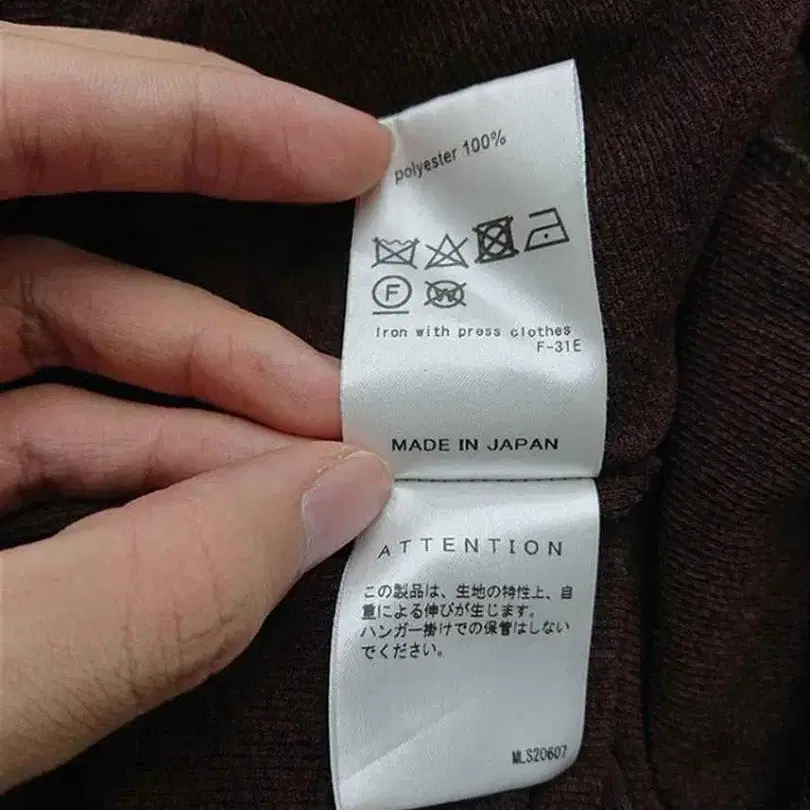 polyester 100%
F W
Iron with press clothes
F-31E
MADE IN JAPAN
ATTENTION
この製品は、生地の特性上、自
重による伸びが生じます。
ハンガー掛けでの保管はしない
でください。
MLS20607